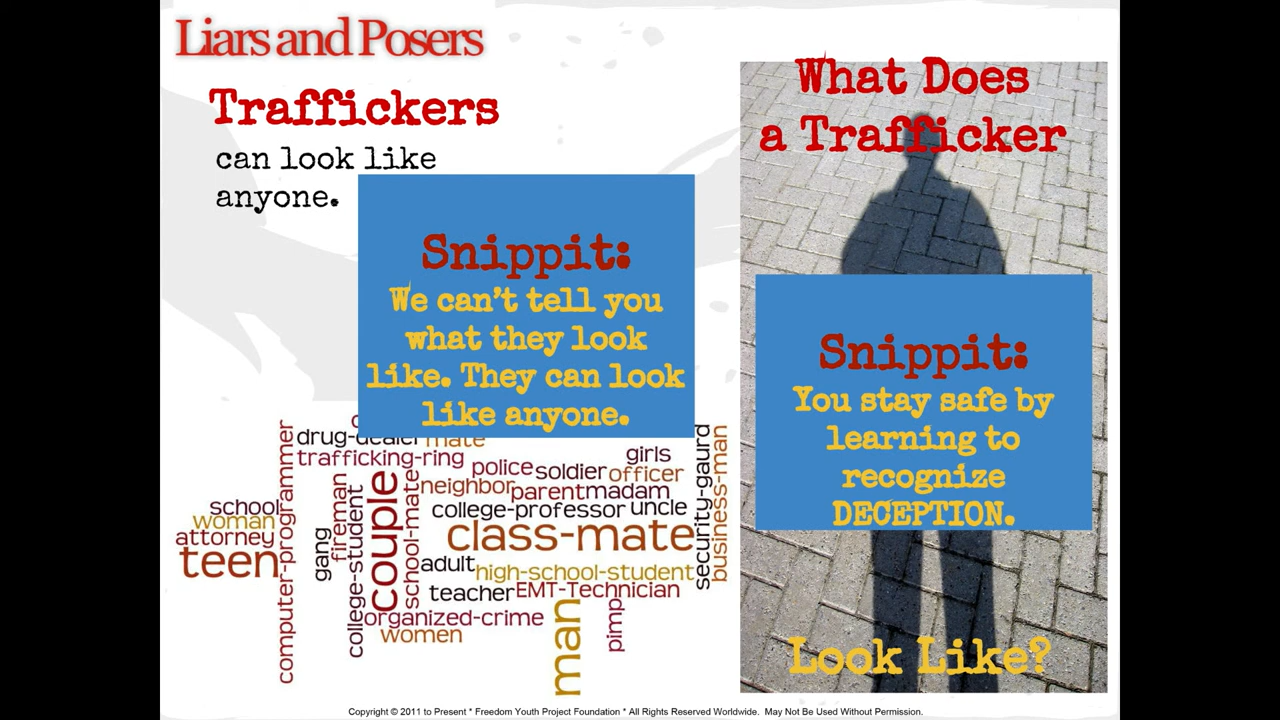 Liars and Posers
Traffickers
can look like
anyone.
Snippit:
We can't tell you
what they look
like. They can look
like anyone.
What Does
a Trafficker
Snippit:
You stay safe by
learning to
recognize
DECEPTION.
Look Like?
drug-dealer
mate
trafficking-ring
police
soldier
officer
girls
neighbor
parent
madam
school
woman
attorney
teen
computer-programmer
gang
fireman
college-student
couple
school-mate
college-professor
uncle
class-mate
security-gaurd
business-man
adult
high-school-student
teacher
EMT-Technician
organized-crime
women
man
pimp
Copyright © 2011 to Present * Freedom Youth Project Foundation * All Rights Reserved Worldwide. May Not Be Used Without Permission.